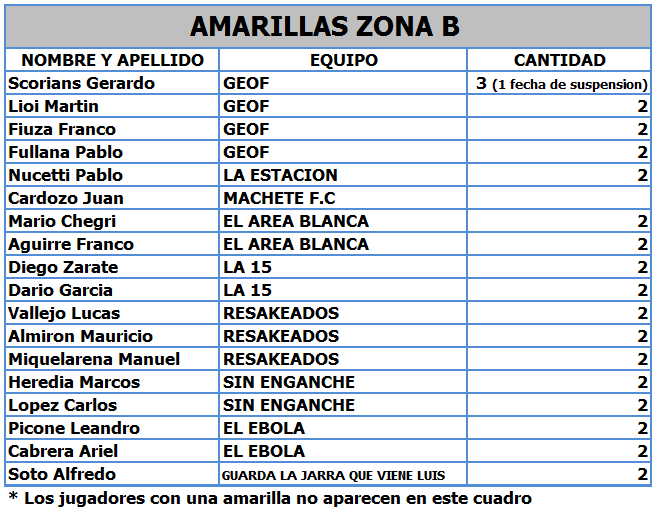 AMARILLAS ZONA B
NOMBRE Y APELLIDO EQUIPO CANTIDAD
Scorians Gerardo GEOF 3 (1 fecha de suspension)
Lioi Martin GEOF 2
Fiuza Franco GEOF 2
Fullana Pablo GEOF 2
Nucetti Pablo LA ESTACION 2
Cardozo Juan MACHETE F.C
Mario Chegri EL AREA BLANCA 2
Aguirre Franco EL AREA BLANCA 2
Diego Zarate LA 15 2
Dario Garcia LA 15 2
Vallejo Lucas RESAKEADOS 2
Almiron Mauricio RESAKEADOS 2
Miquelarena Manuel RESAKEADOS 2
Heredia Marcos SIN ENGANCHE 2
Lopez Carlos SIN ENGANCHE 2
Picone Leandro EL EBOLA 2
Cabrera Ariel EL EBOLA 2
Soto Alfredo GUARDA LA JARRA QUE VIENE LUIS 2
* Los jugadores con una amarilla no aparecen en este cuadro